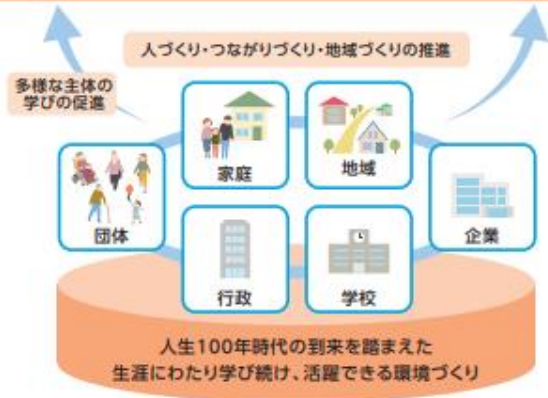 人づくり・つながりづくり・地域づくりの推進
多様な主体の
学びの促進
家庭
地域
団体
企業
行政
学校
人生100年時代の到来を踏まえた
生涯にわたり学び続け、活躍できる環境づくり